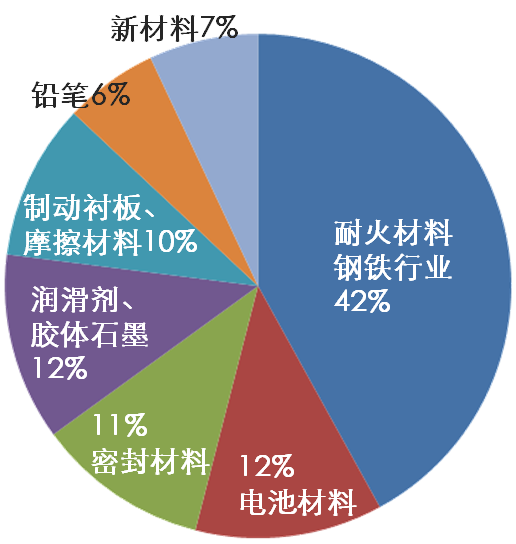 新材料7%
铅笔6%
制动衬板、
摩擦材料10%
耐火材料
钢铁行业
42%
润滑剂、
胶体石墨
12%
11%
密封材料
12%
电池材料